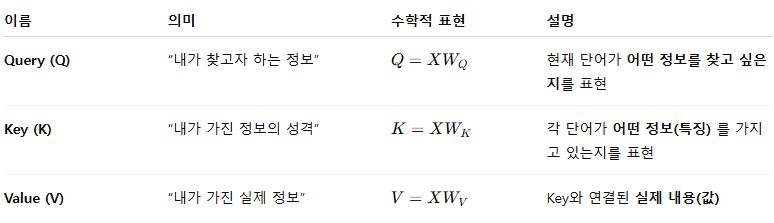 이름 의미 수학적 표현 설명
Query (Q) “내가 찾고자 하는 정보” Q = XW_Q 현재 단어가 어떤 정보를 찾고 싶은
지를 표현
Key (K) “내가 가진 정보의 성격” K = XW_K 각 단어가 어떤 정보(특징) 를 가지
고 있는지를 표현
Value (V) “내가 가진 실제 정보” V = XW_V Key와 연결된 실제 내용(값)